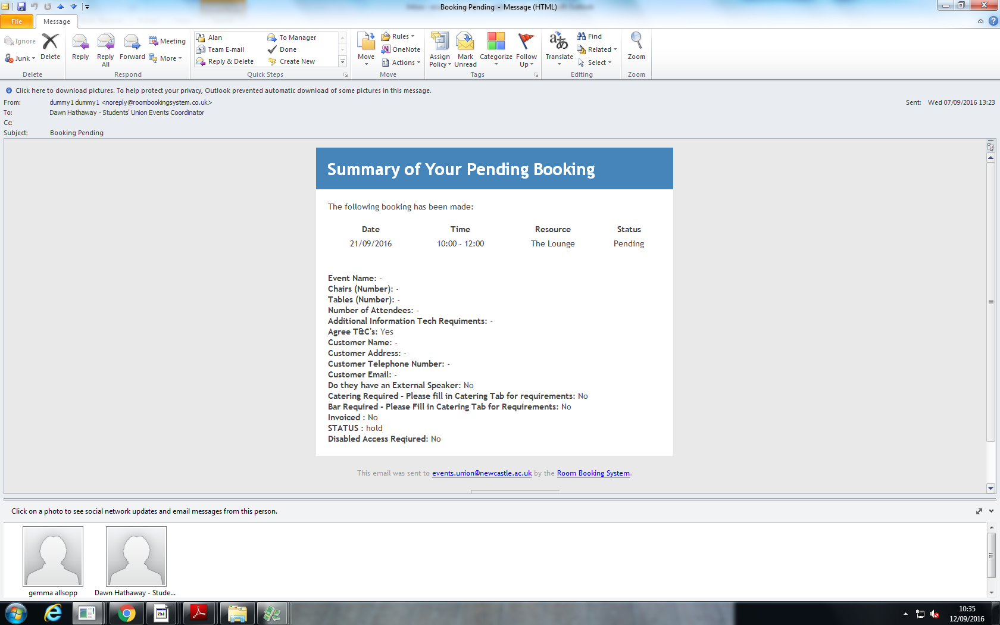 Booking Pending - Message (HTML)
File Message
Ignore Delete Reply Reply All Forward Meeting Alan To Manager Move Rules OneNote Assign Policy Mark Unread Categorize Follow Up Translate Find Related Select Zoom
Junk More Team E-mail Done Actions
Reply & Delete Create New
Delete Respond Quick Steps Move Tags Editing Zoom
Click here to download pictures. To help protect your privacy, Outlook prevented automatic download of some pictures in this message.
From: dummy1 dummy1 <noreply@roombookingsystem.co.uk> Sent: Wed 07/09/2016 13:23
To: Dawn Hathaway - Students' Union Events Coordinator
Cc:
Subject: Booking Pending
Summary of Your Pending Booking
The following booking has been made:
Date Time Resource Status
21/09/2016 10:00 - 12:00 The Lounge Pending
Event Name: -
Chairs (Number): -
Tables (Number): -
Number of Attendees: -
Additional Information Tech Requiments: -
Agree T&C's: Yes
Customer Name: -
Customer Address: -
Customer Telephone Number: -
Customer Email: -
Do they have an External Speaker: No
Catering Required - Please fill in Catering Tab for requirements: No
Bar Required - Please Fill in Catering Tab for Requirements: No
Invoiced : No
STATUS : hold
Disabled Access Reqiured: No
This email was sent to events.union@newcastle.ac.uk by the Room Booking System.
Click on a photo to see social network updates and email messages from this person.
gemma allsopp Dawn Hathaway - Stude...
10:35
12/09/2016